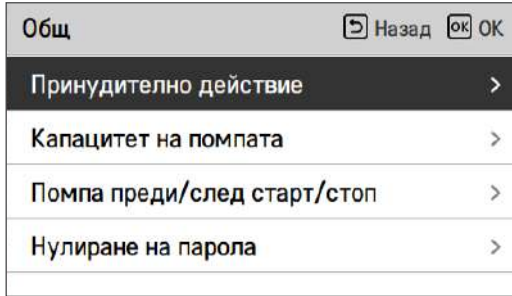 Общ Назад OK OK
Принудително действие
Капацитет на помпата
Помпа преди/след старт/стоп
Нулиране на парола